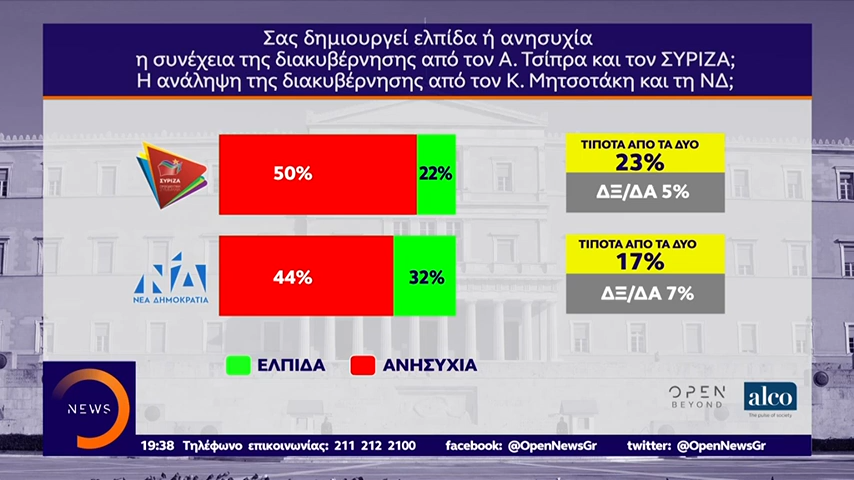 Σας δημιουργεί ελπίδα ή ανησυχία
η συνέχεια της διακυβέρνησης από τον Α. Τσίπρα και τον ΣΥΡΙΖΑ;
Η ανάληψη της διακυβέρνησης από τον Κ. Μητσοτάκη και τη ΝΔ;
ΣΥΡΙΖΑ
50%
22%
ΤΙΠΟΤΑ ΑΠΟ ΤΑ ΔΥΟ
23%
ΔΞ/ΔΑ 5%
ΝΔ
ΝΕΑ ΔΗΜΟΚΡΑΤΙΑ
44%
32%
ΤΙΠΟΤΑ ΑΠΟ ΤΑ ΔΥΟ
17%
ΔΞ/ΔΑ 7%
ΕΛΠΙΔΑ
ΑΝΗΣΥΧΙΑ
NEWS
OPEN
BEYOND
alco
The pulse of society
19:38 Τηλέφωνο επικοινωνίας: 211 212 2100 facebook: @OpenNewsGr twitter: @OpenNewsGr